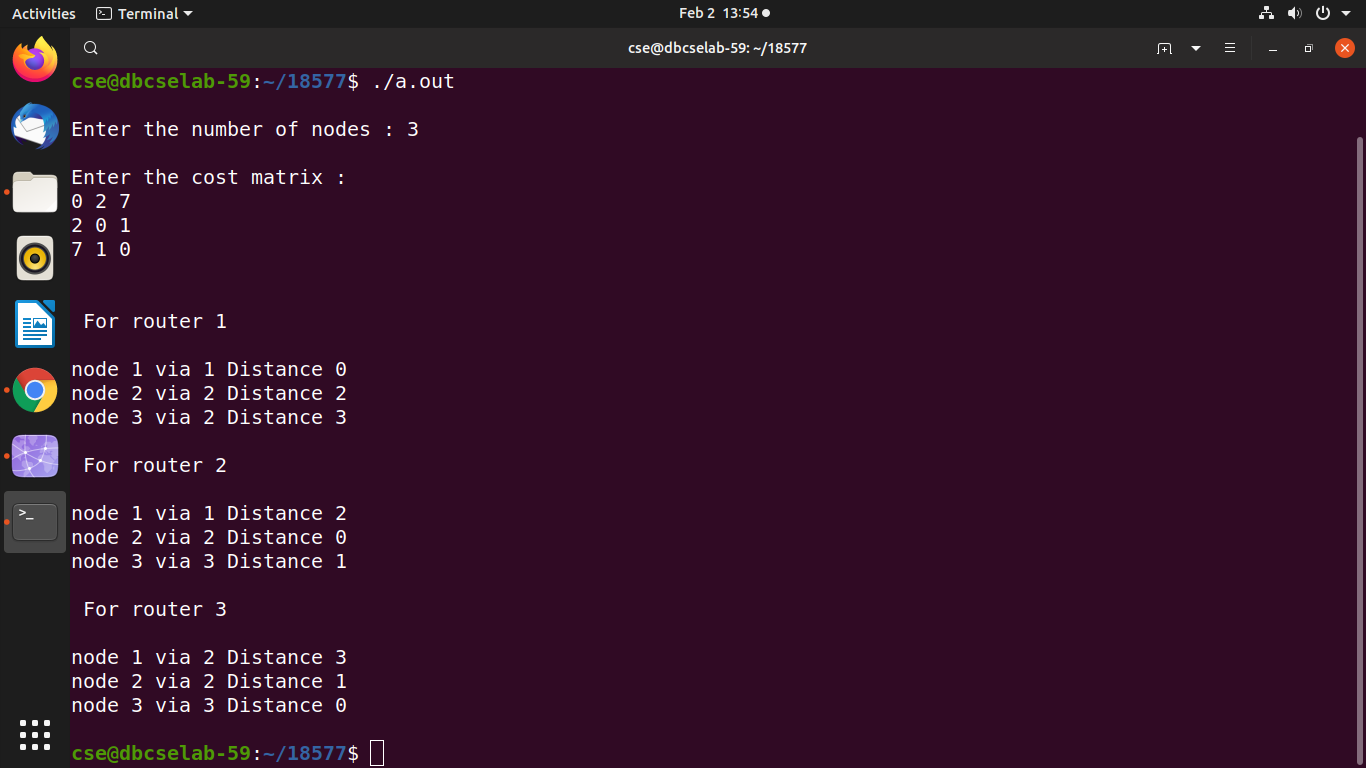 Activities Terminal Feb 2 13:54
cse@dbcselab-59: ~/18577
cse@dbcselab-59:~/18577$ ./a.out
Enter the number of nodes : 3
Enter the cost matrix :
0 2 7
2 0 1
7 1 0
For router 1
node 1 via 1 Distance 0
node 2 via 2 Distance 2
node 3 via 2 Distance 3
For router 2
node 1 via 1 Distance 2
node 2 via 2 Distance 0
node 3 via 3 Distance 1
For router 3
node 1 via 2 Distance 3
node 2 via 2 Distance 1
node 3 via 3 Distance 0
cse@dbcselab-59:~/18577$